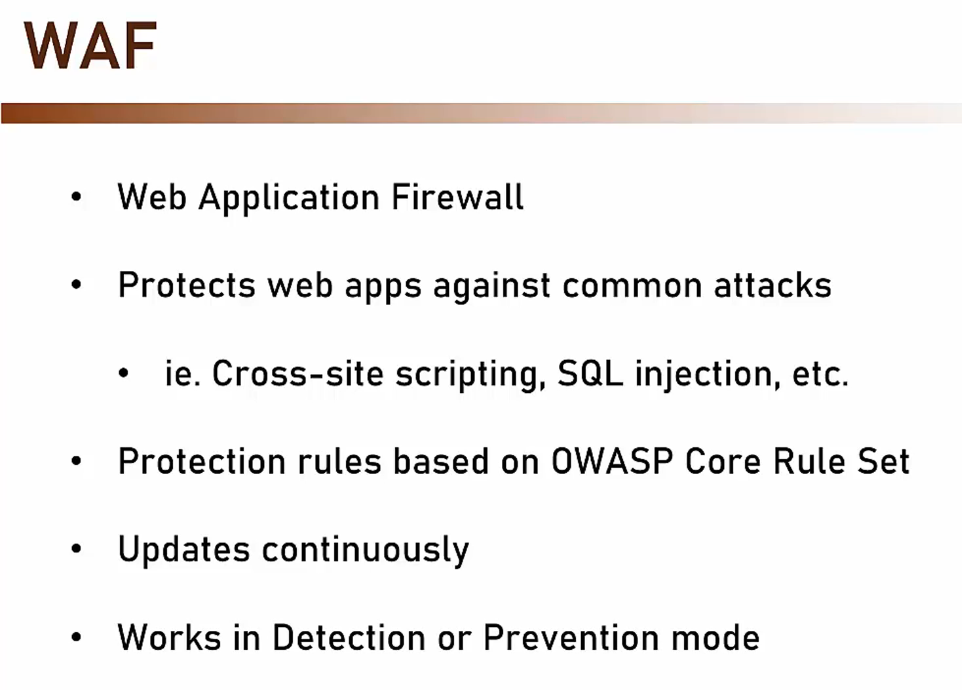 WAF
• Web Application Firewall
• Protects web apps against common attacks
• ie. Cross-site scripting, SQL injection, etc.
• Protection rules based on OWASP Core Rule Set
• Updates continuously
• Works in Detection or Prevention mode